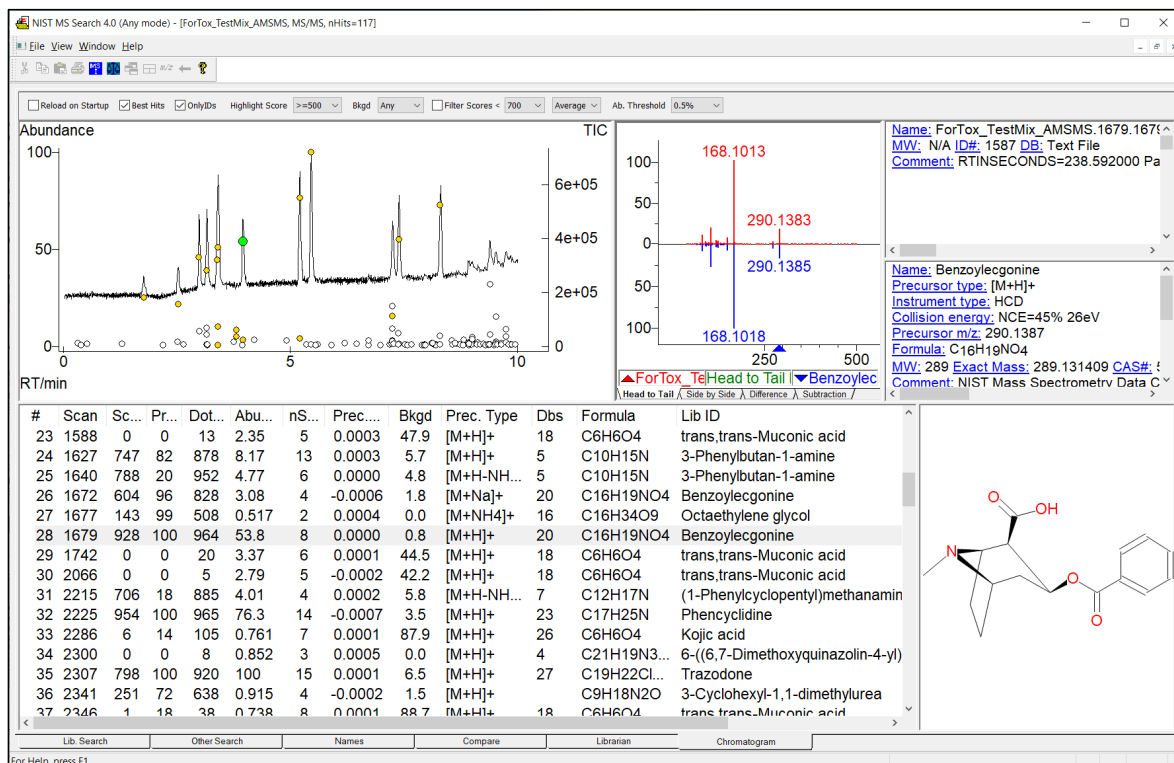 NIST MS Search 4.0 (Any mode) - [ForTox_TestMix_AMSMS, MS/MS, nHits=117]
File View Window Help
Reload on Startup Best Hits OnlyIDs Highlight Score >=500 Bkgd Any Filter Scores < 700 Average Ab. Threshold 0.5%
Abundance TIC
100
50
0
6e+05
4e+05
2e+05
0
0 5 10
RT/min
168.1013
100
50
290.1383
0
290.1385
50
100
168.1018
250 500
ForTox_Te Head to Tail Benzoylec
Head to Tail Side by Side Difference Subtraction
Name: ForTox_TestMix_AMSMS.1679.1679
MW: N/A ID#: 1587 DB: Text File
Comment: RTINSECONDS=238.592000 Pa
Name: Benzoylecgonine
Precursor type: [M+H]+
Instrument type: HCD
Collision energy: NCE=45% 26eV
Precursor m/z: 290.1387
Formula: C16H19NO4
MW: 289 Exact Mass: 289.131409 CAS#: 5
Comment: NIST Mass Spectrometry Data C
# Scan Sc... Pr... Dot... Abu... nS... Prec.... Bkgd Prec. Type Dbs Formula Lib ID
23 1588 0 0 13 2.35 5 0.0003 47.9 [M+H]+ 18 C6H6O4 trans,trans-Muconic acid
24 1627 747 82 878 8.17 13 0.0003 5.7 [M+H]+ 5 C10H15N 3-Phenylbutan-1-amine
25 1640 788 20 952 4.77 6 0.0000 4.8 [M+H-NH... 5 C10H15N 3-Phenylbutan-1-amine
26 1672 604 96 828 3.08 4 -0.0006 1.8 [M+Na]+ 20 C16H19NO4 Benzoylecgonine
27 1677 143 99 508 0.517 2 0.0004 0.0 [M+NH4]+ 16 C16H34O9 Octaethylene glycol
28 1679 928 100 964 53.8 8 0.0000 0.8 [M+H]+ 20 C16H19NO4 Benzoylecgonine
29 1742 0 0 20 3.37 6 0.0001 44.5 [M+H]+ 18 C6H6O4 trans,trans-Muconic acid
30 2066 0 0 5 2.79 5 -0.0002 42.2 [M+H]+ 18 C6H6O4 trans,trans-Muconic acid
31 2215 706 18 885 4.01 4 0.0002 5.8 [M+H-NH... 7 C12H17N (1-Phenylcyclopentyl)methanamin
32 2225 954 100 965 76.3 14 -0.0007 3.5 [M+H]+ 23 C17H25N Phencyclidine
33 2286 6 14 105 0.761 7 0.0001 87.9 [M+H]+ 26 C6H6O4 Kojic acid
34 2300 0 0 8 0.852 3 0.0005 0.0 [M+H]+ 4 C21H19N3... 6-((6,7-Dimethoxyquinazolin-4-yl)
35 2307 798 100 920 100 15 0.0001 6.5 [M+H]+ 27 C19H22Cl... Trazodone
36 2341 251 72 638 0.915 4 -0.0002 1.5 [M+H]+ C9H18N2O 3-Cyclohexyl-1,1-dimethylurea
37 2346 1 18 38 0.738 8 0.0001 88.7 [M+H]+ 18 C6H6O4 trans,trans-Muconic acid
O
OH
N
O
O
Lib. Search Other Search Names Compare Librarian Chromatogram
For Help, press F1